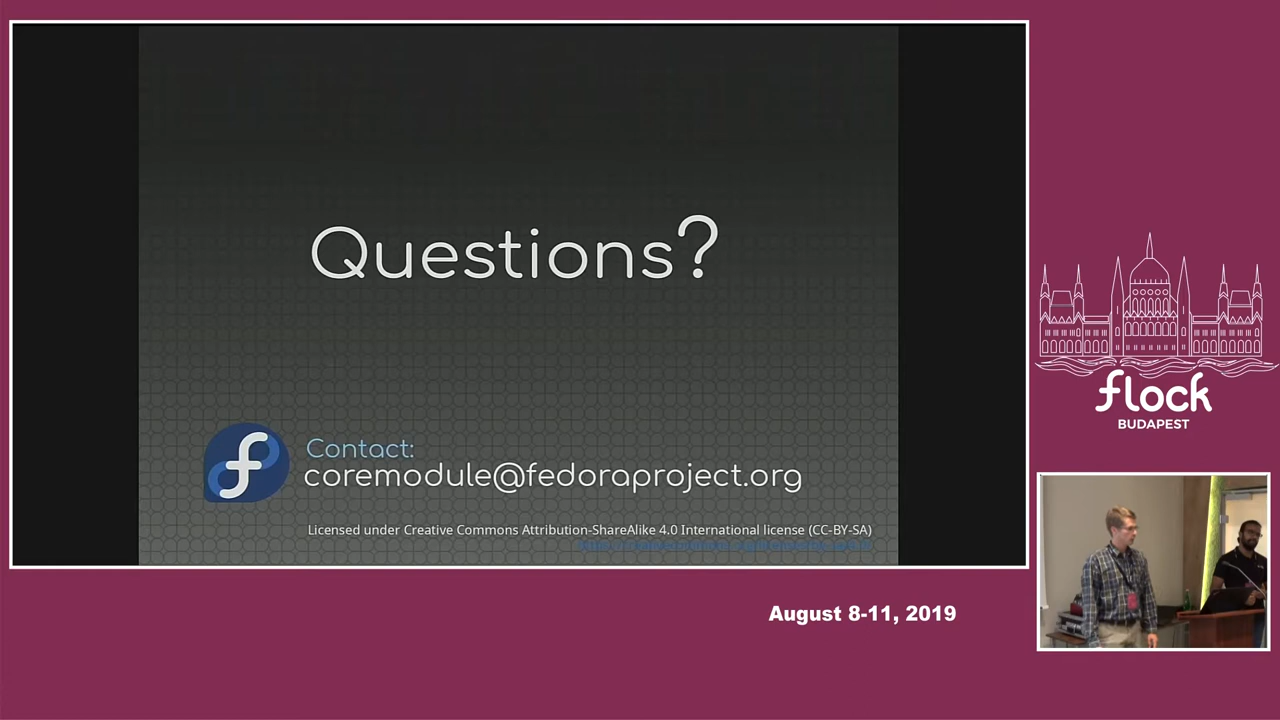 Questions?
Contact:
coremodule@fedoraproject.org
Licensed under Creative Commons Attribution-ShareAlike 4.0 International license (CC-BY-SA)
flock
BUDAPEST
August 8-11, 2019